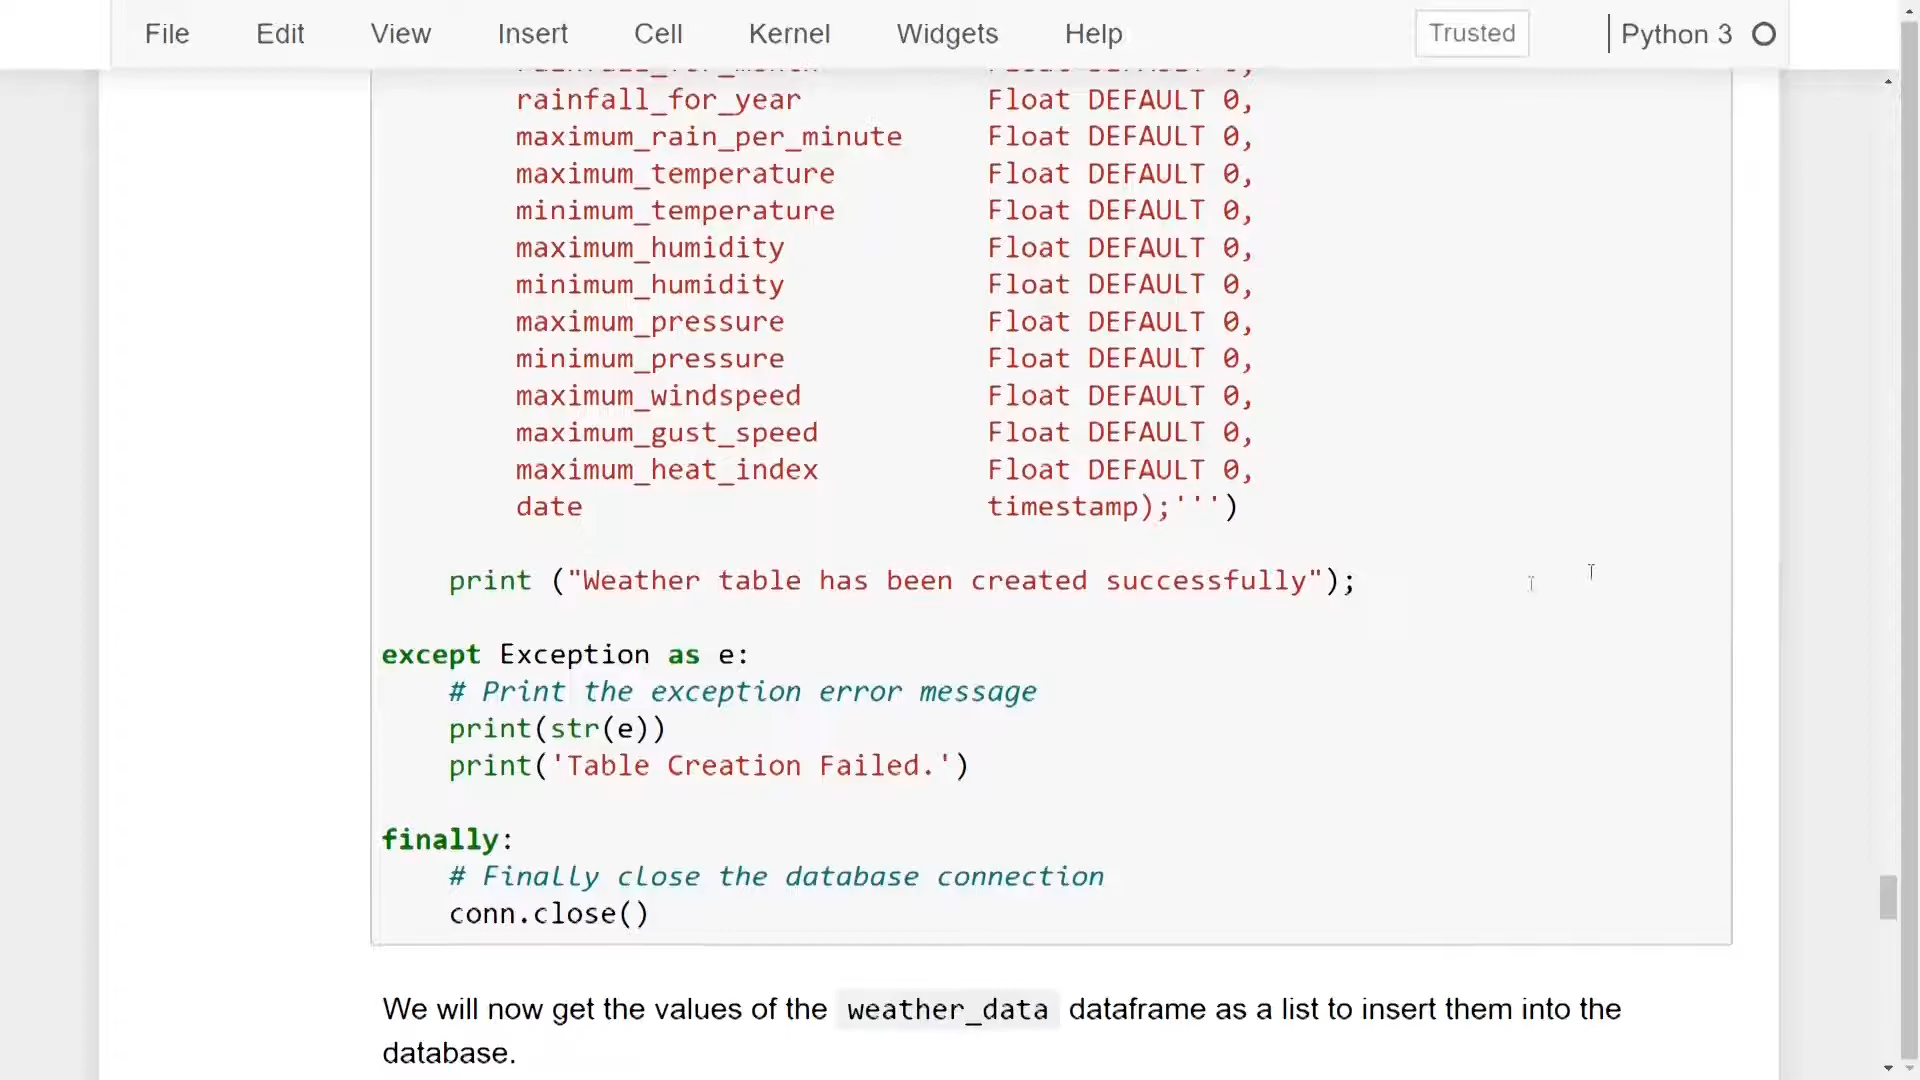 File Edit View Insert Cell Kernel Widgets Help Trusted Python 3
rainfall_for_year Float DEFAULT 0,
maximum_rain_per_minute Float DEFAULT 0,
maximum_temperature Float DEFAULT 0,
minimum_temperature Float DEFAULT 0,
maximum_humidity Float DEFAULT 0,
minimum_humidity Float DEFAULT 0,
maximum_pressure Float DEFAULT 0,
minimum_pressure Float DEFAULT 0,
maximum_windspeed Float DEFAULT 0,
maximum_gust_speed Float DEFAULT 0,
maximum_heat_index Float DEFAULT 0,
date timestamp);''')
print ("Weather table has been created successfully");
except Exception as e:
# Print the exception error message
print(str(e))
print('Table Creation Failed.')
finally:
# Finally close the database connection
conn.close()
We will now get the values of the weather_data dataframe as a list to insert them into the
database.